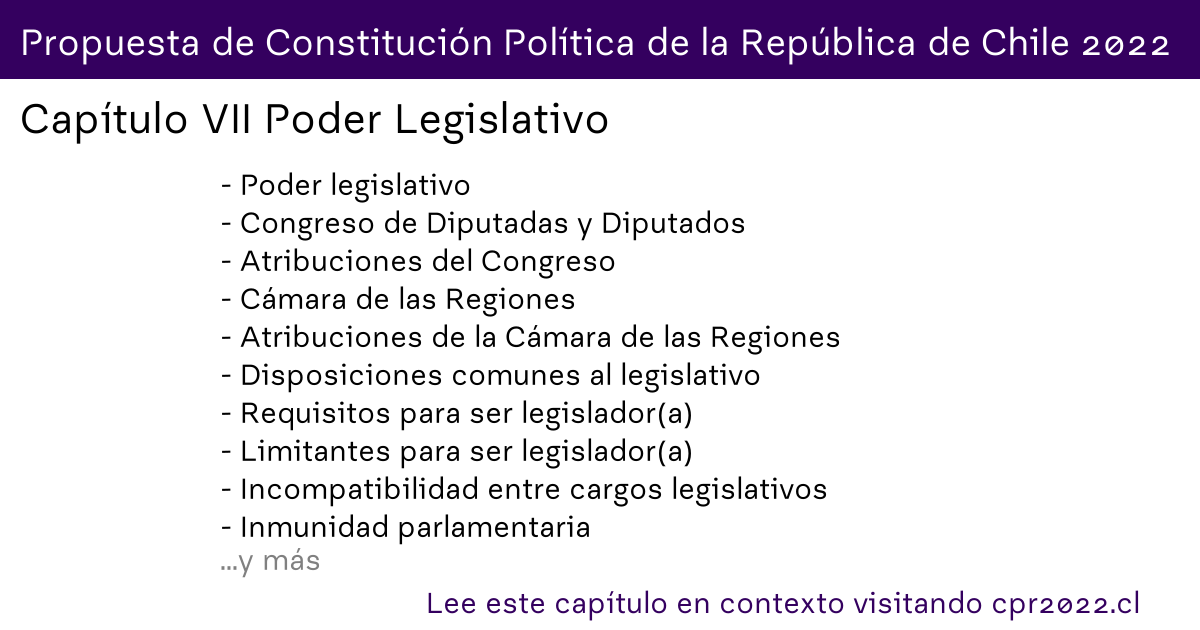 Propuesta de Constitución Política de la República de Chile 2022
Capítulo VII Poder Legislativo
- Poder legislativo
- Congreso de Diputadas y Diputados
- Atribuciones del Congreso
- Cámara de las Regiones
- Atribuciones de la Cámara de las Regiones
- Disposiciones comunes al legislativo
- Requisitos para ser legislador(a)
- Limitantes para ser legislador(a)
- Incompatibilidad entre cargos legislativos
- Inmunidad parlamentaria
...y más
Lee este capítulo en contexto visitando cpr2022.cl